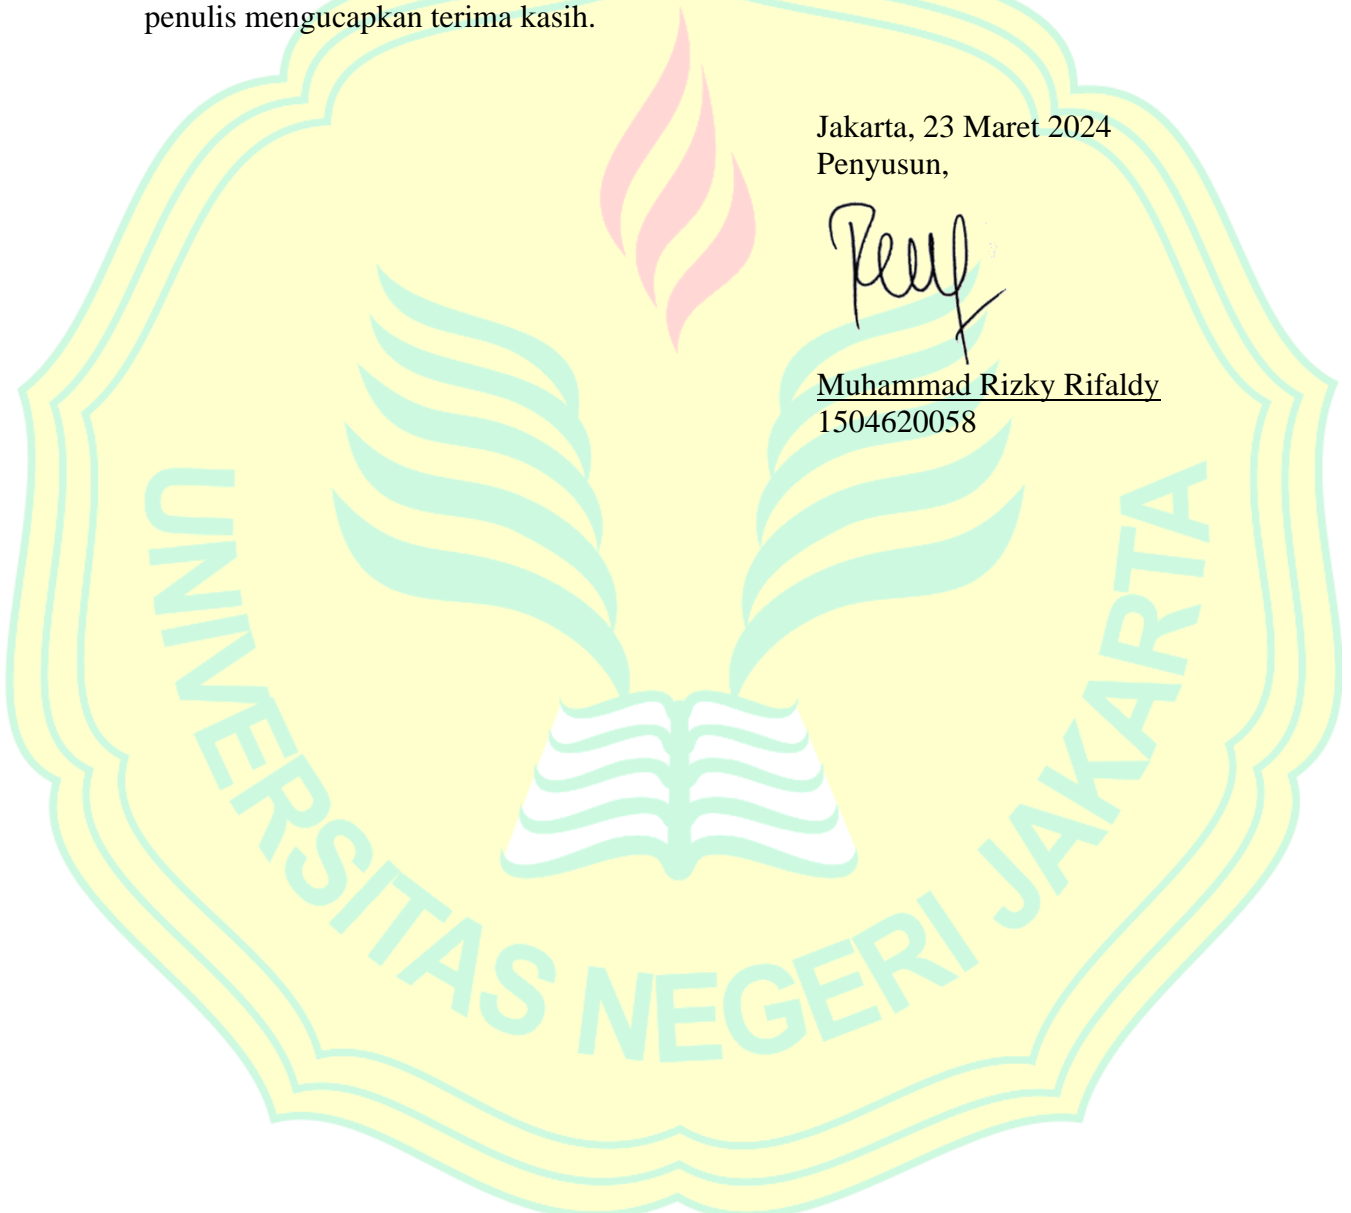 penulis mengucapkan terima kasih.
Jakarta, 23 Maret 2024
Penyusun,
Muhammad Rizky Rifaldy
1504620058
UNIVERSITAS NEGERI JAKARTA